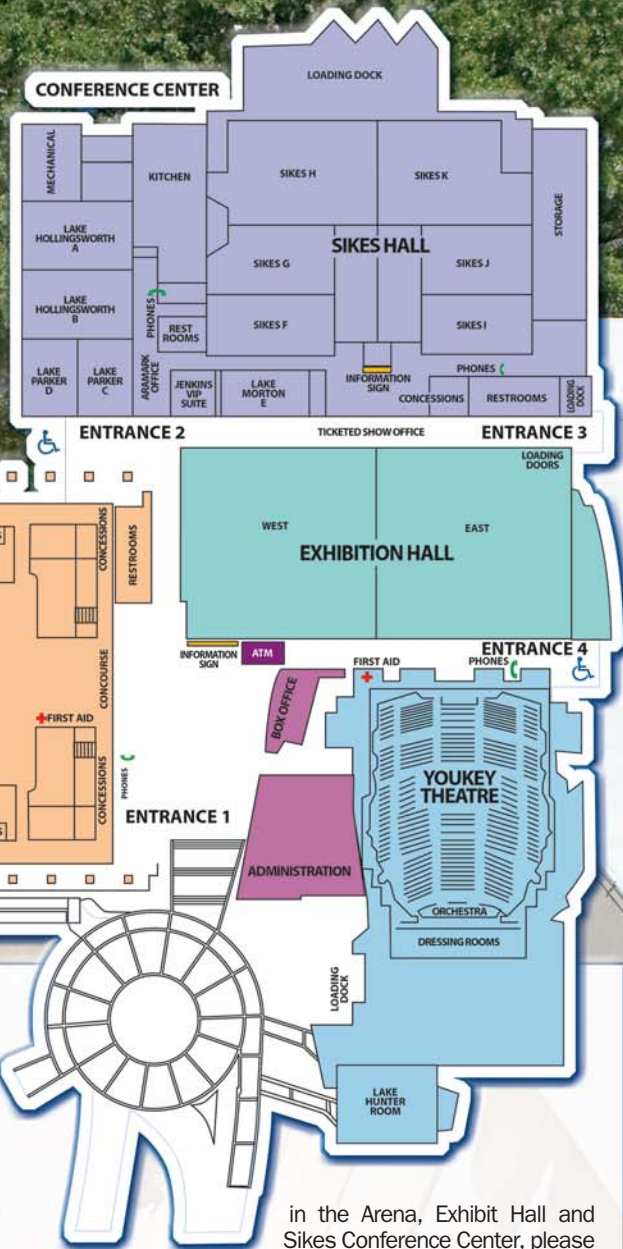 LOADING DOCK
CONFERENCE CENTER
MECHANICAL
KITCHEN
SIKES H
SIKES K
STORAGE
LAKE
HOLLINGSWORTH
A
SIKES HALL
SIKES G
SIKES J
LAKE
HOLLINGSWORTH
B
PHONES
REST
ROOMS
SIKES F
SIKES I
LAKE
PARKER
D
LAKE
PARKER
C
ARAMARK
OFFICE
JENKINS
VIP
SUITE
LAKE
MORTON
E
INFORMATION
SIGN
PHONES
CONCESSIONS
RESTROOMS
LOADING
DOCK
ENTRANCE 2
TICKETED SHOW OFFICE
ENTRANCE 3
LOADING
DOORS
CONCESSIONS
RESTROOMS
WEST
EAST
EXHIBITION HALL
INFORMATION
SIGN
ATM
ENTRANCE 4
FIRST AID
PHONES
CONCOURSE
BOX OFFICE
FIRST AID
CONCESSIONS
PHONES
YOUKEY
THEATRE
ENTRANCE 1
ADMINISTRATION
ORCHESTRA
DRESSING ROOMS
LOADING
DOCK
LAKE
HUNTER
ROOM
in the Arena, Exhibit Hall and
Sikes Conference Center, please